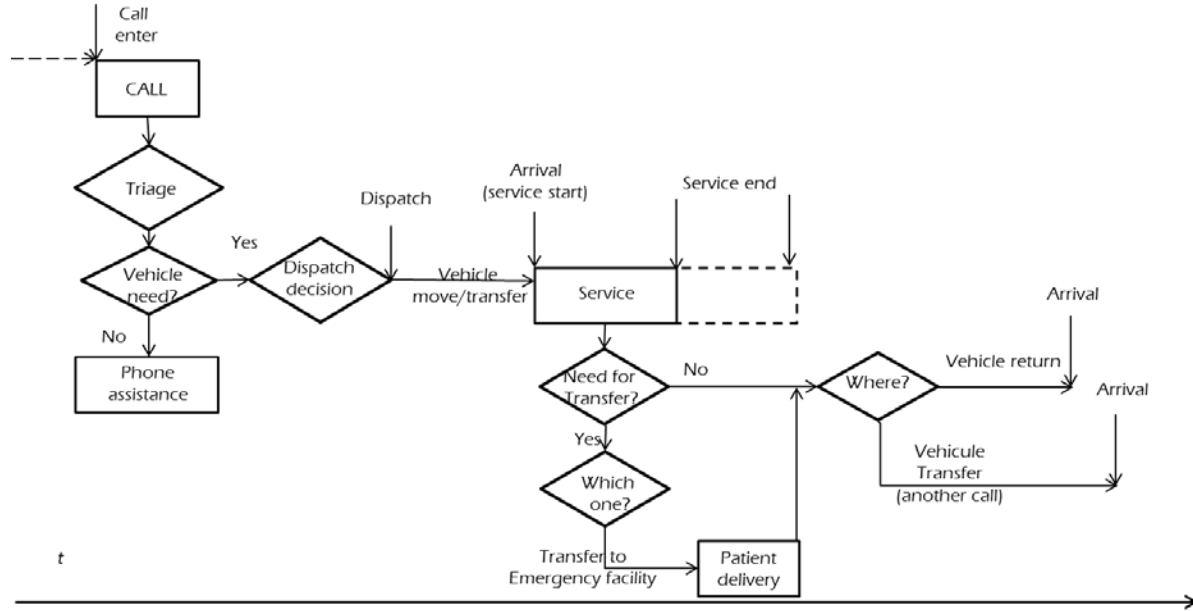 Call
enter
CALL
Triage
Arrival
(service start)
Service end
Dispatch
Yes
Vehicle
need?
Dispatch
decision
Vehicle
move/transfer
Service
Arrival
No
Phone
assistance
Need for
Transfer?
No
Where?
Vehicle return
Arrival
Yes
Which
one?
Vehicule
Transfer
(another call)
t
Transfer to
Emergency facility
Patient
delivery